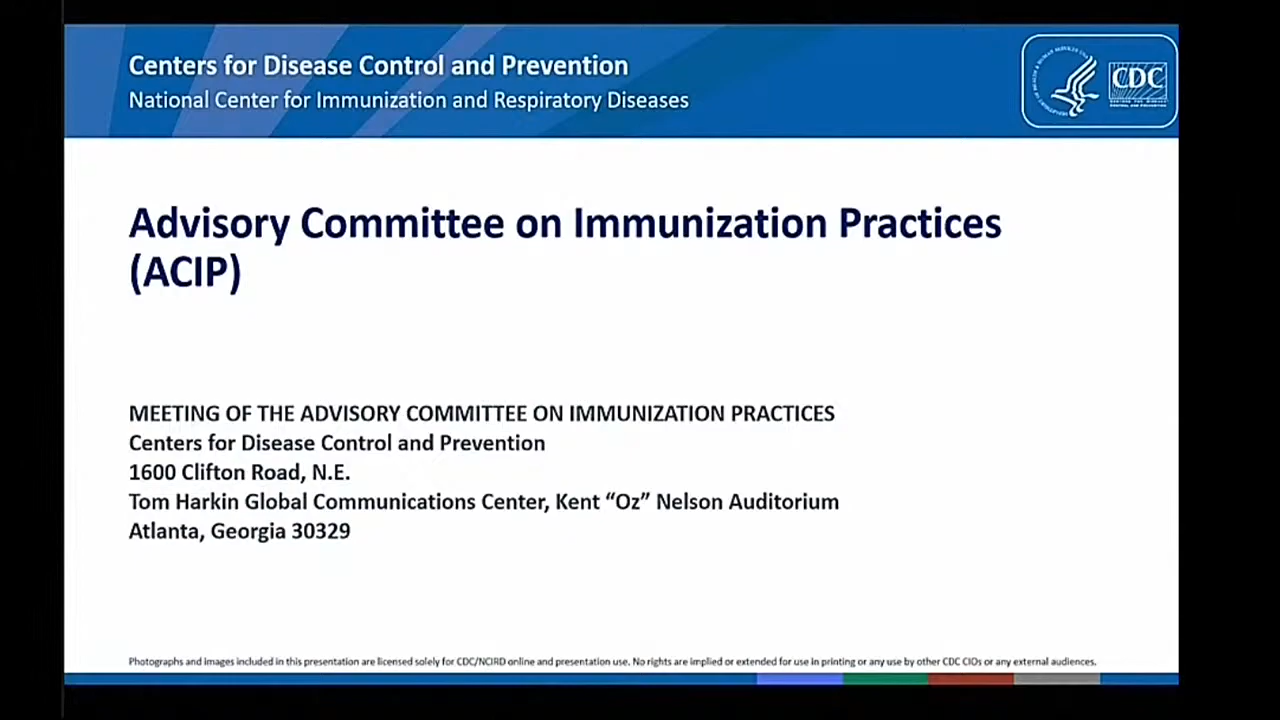 Centers for Disease Control and Prevention
National Center for Immunization and Respiratory Diseases
CDC
Advisory Committee on Immunization Practices
(ACIP)
MEETING OF THE ADVISORY COMMITTEE ON IMMUNIZATION PRACTICES
Centers for Disease Control and Prevention
1600 Clifton Road, N.E.
Tom Harkin Global Communications Center, Kent “Oz” Nelson Auditorium
Atlanta, Georgia 30329
Photographs and images included in this presentation are licensed solely for CDC/NCIRD online and presentation use. No rights are implied or extended for use in printing or any use by other CDC CIOs or any external audiences.